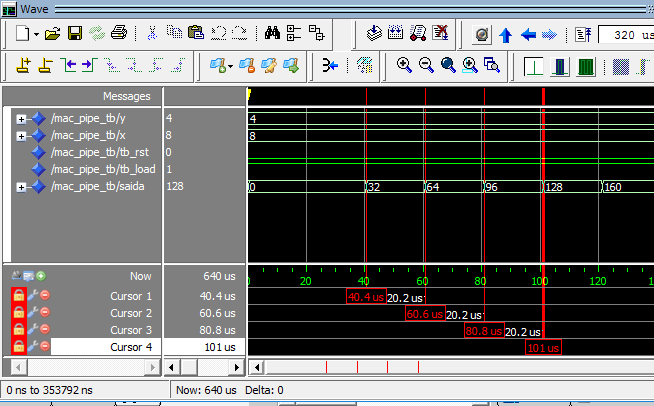 Wave
320 us
Messages
/mac_pipe_tb/y 4 4
/mac_pipe_tb/x 8 8
/mac_pipe_tb/tb_rst 0
/mac_pipe_tb/tb_load 1
/mac_pipe_tb/saida 128 0 32 64 96 128 160
Now 640 us 0 20 40 60 80 100 120
Cursor 1 40.4 us 40.4 us 20.2 us
Cursor 2 60.6 us 60.6 us 20.2 us
Cursor 3 80.8 us 80.8 us 20.2 us
Cursor 4 101 us 101 us
0 ns to 353792 ns Now: 640 us Delta: 0